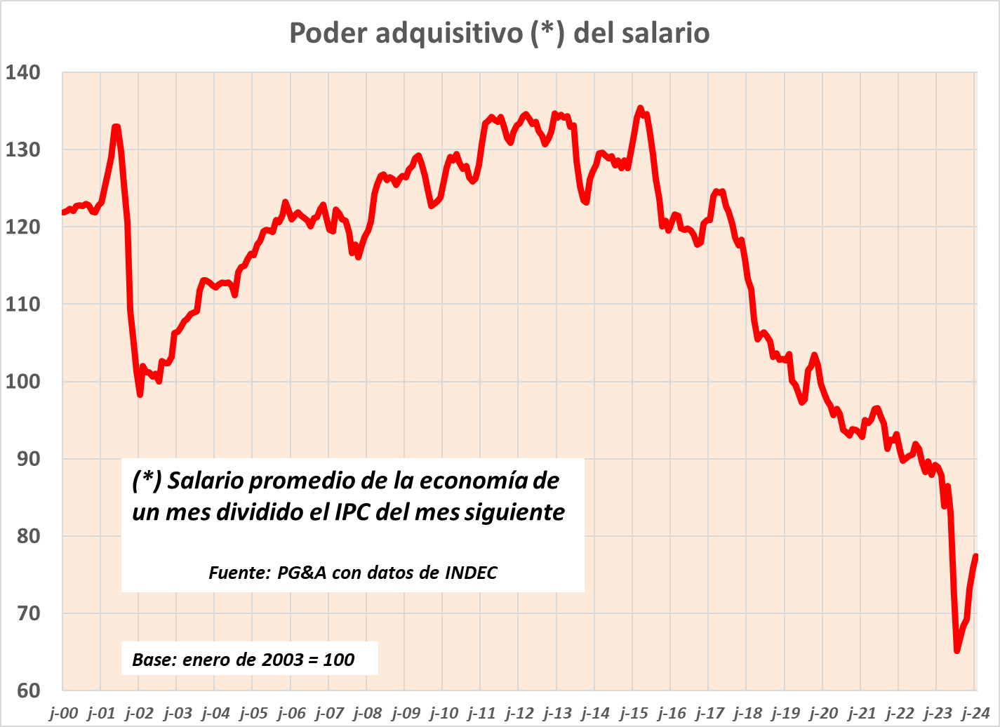 Poder adquisitivo (*) del salario
140
130
120
110
100
90
80
70
60
(*) Salario promedio de la economía de
un mes dividido el IPC del mes siguiente
Fuente: PG&A con datos de INDEC
Base: enero de 2003 = 100
j-00 j-01 j-02 j-03 j-04 j-05 j-06 j-07 j-08 j-09 j-10 j-11 j-12 j-13 j-14 j-15 j-16 j-17 j-18 j-19 j-20 j-21 j-22 j-23 j-24